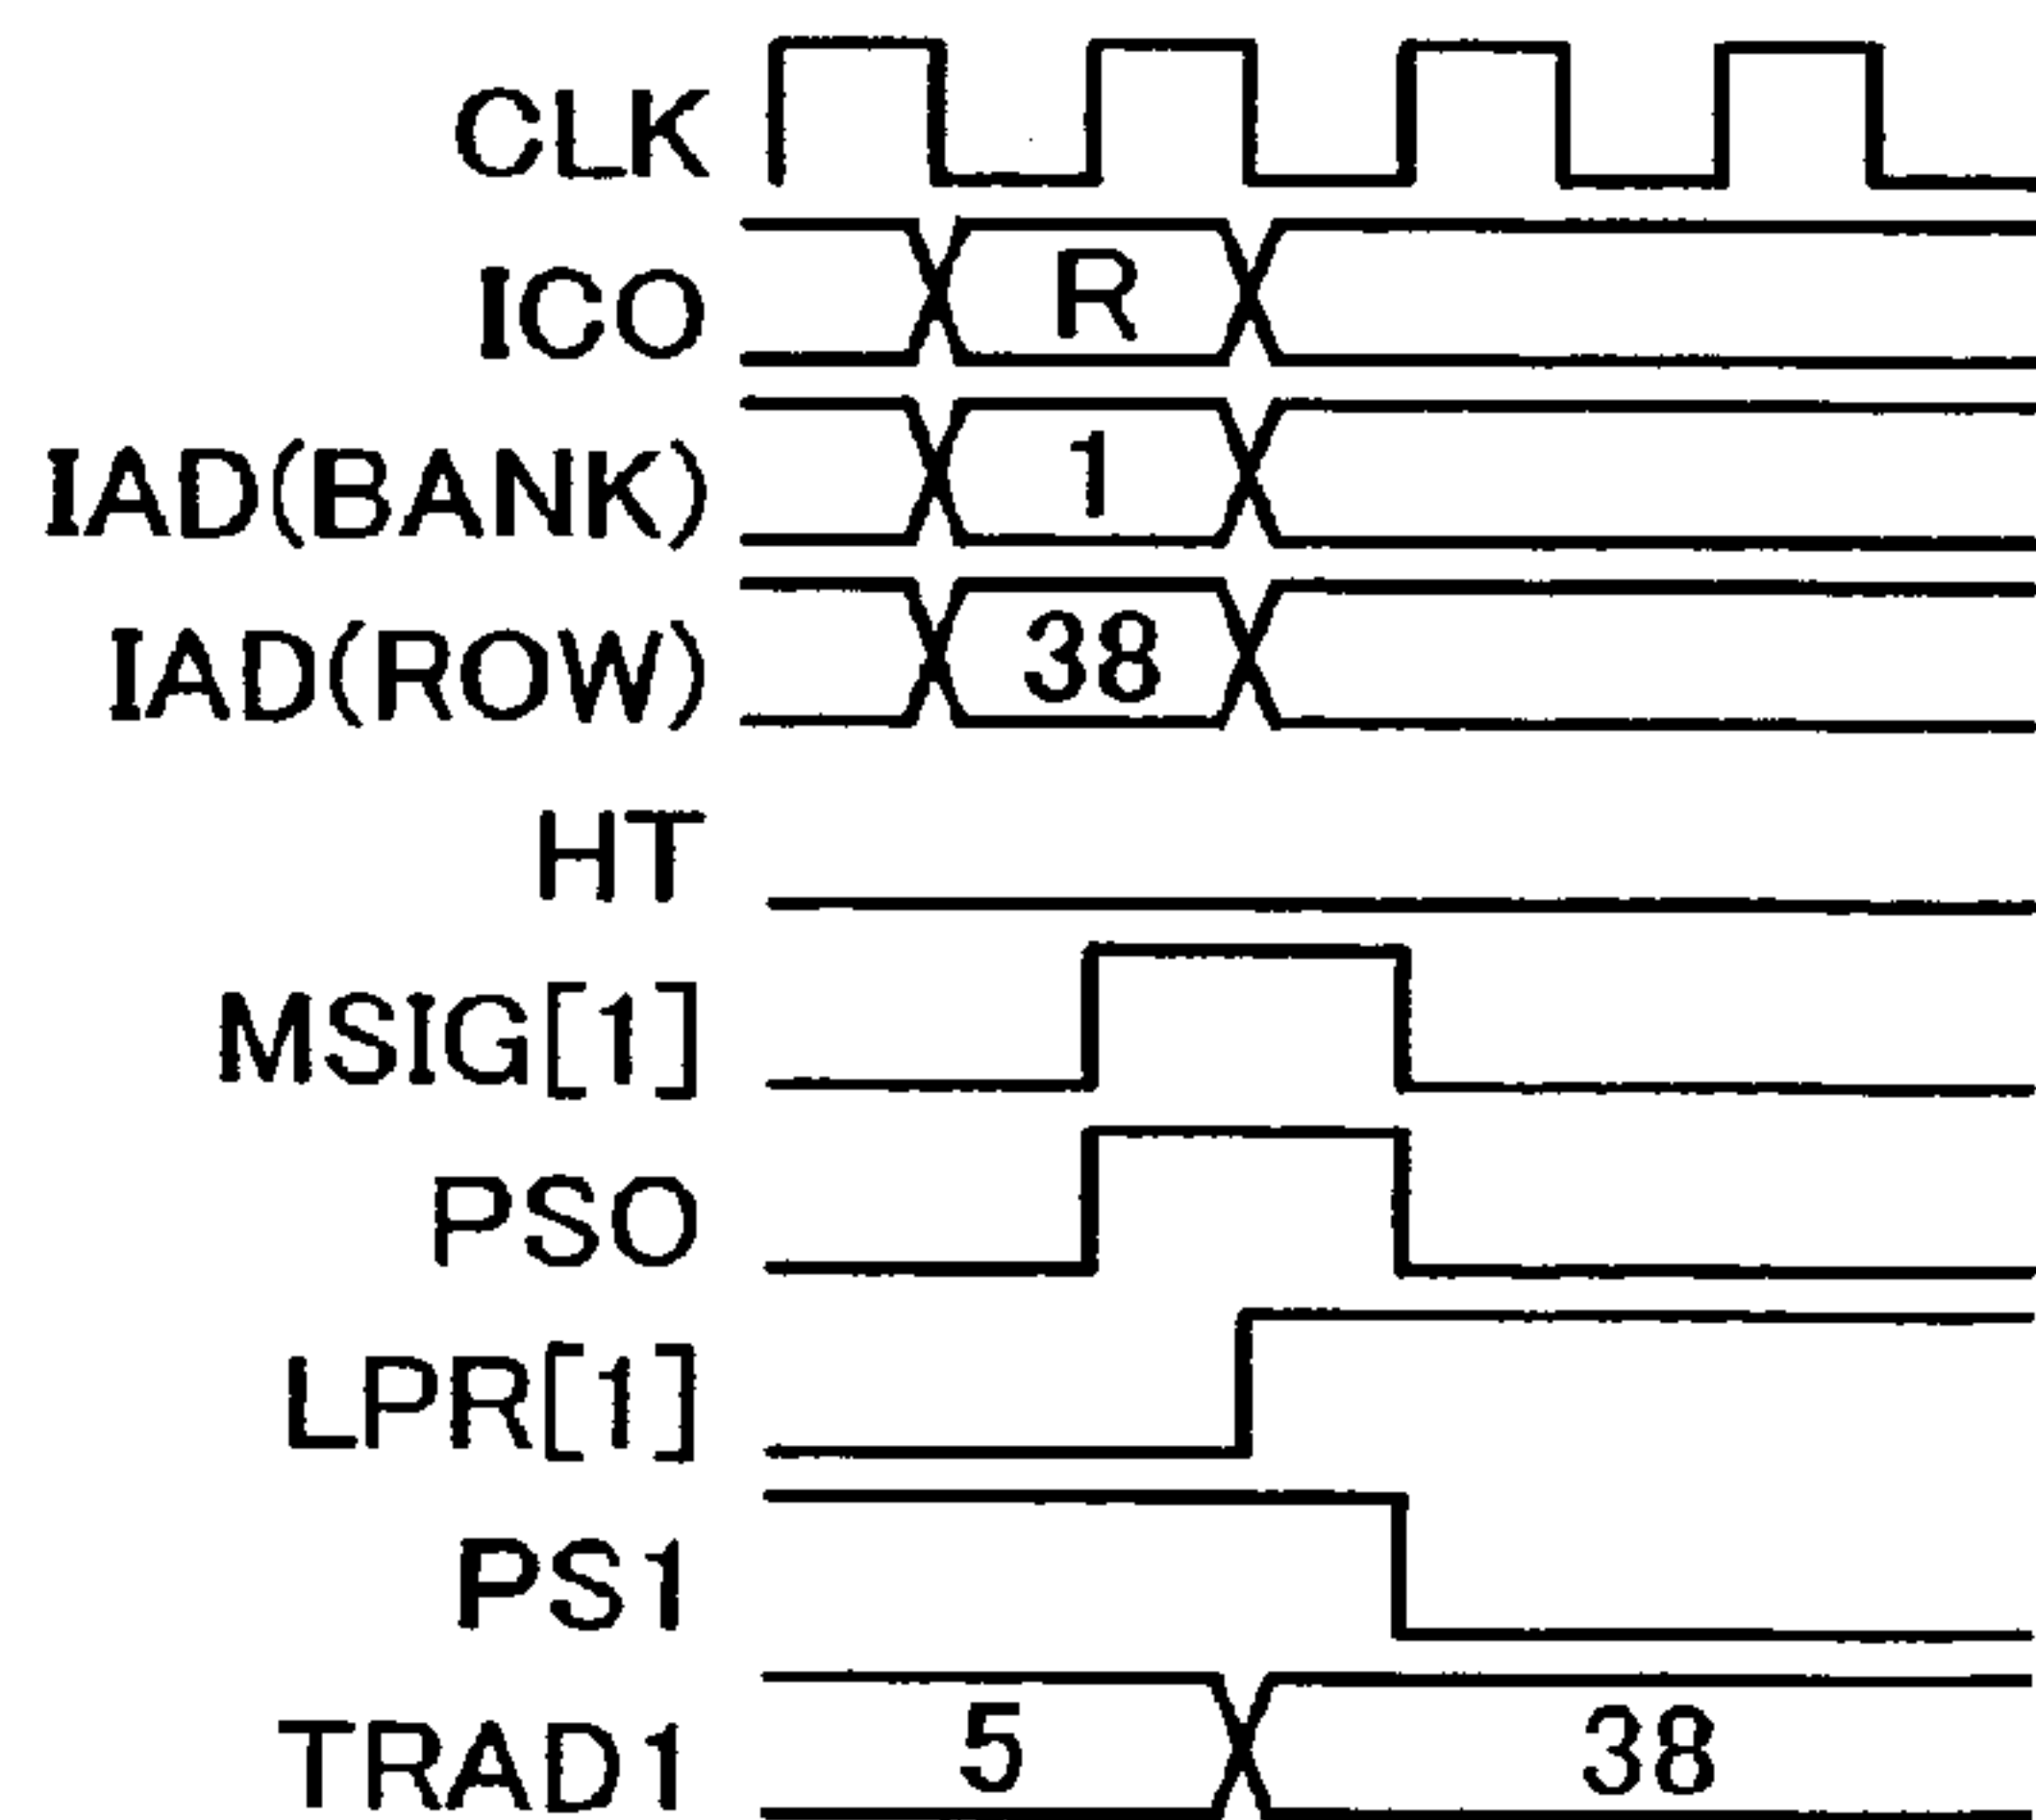 CLK
ICO R
IAD(BANK) 1
IAD(ROW) 38
HT
MSIG[1]
PSO
LPR[1]
PS1
TRAD1 5 38